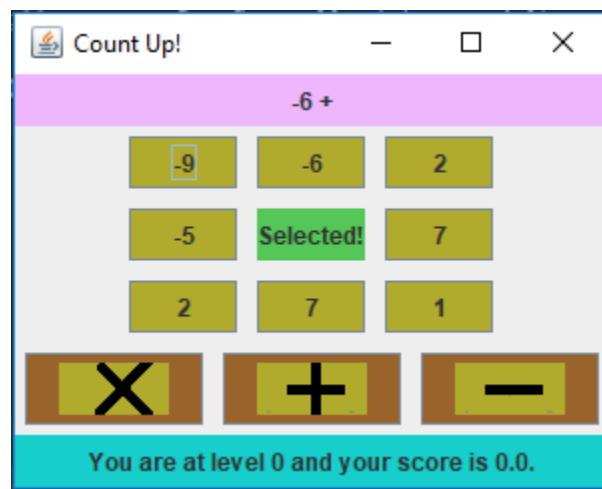 Count Up!
-6 +
-9 -6 2
-5 Selected! 7
2 7 1
You are at level 0 and your score is 0.0.